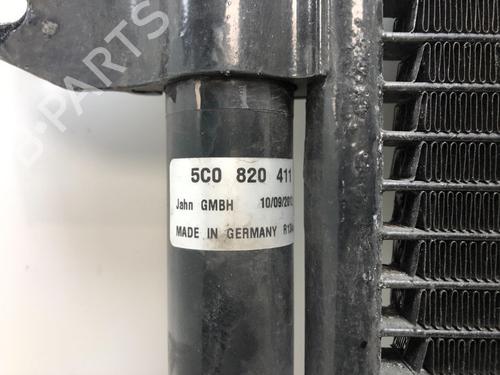 5C0 820 411
Jahn GMBH
MADE IN GERMANY
B-PARTS